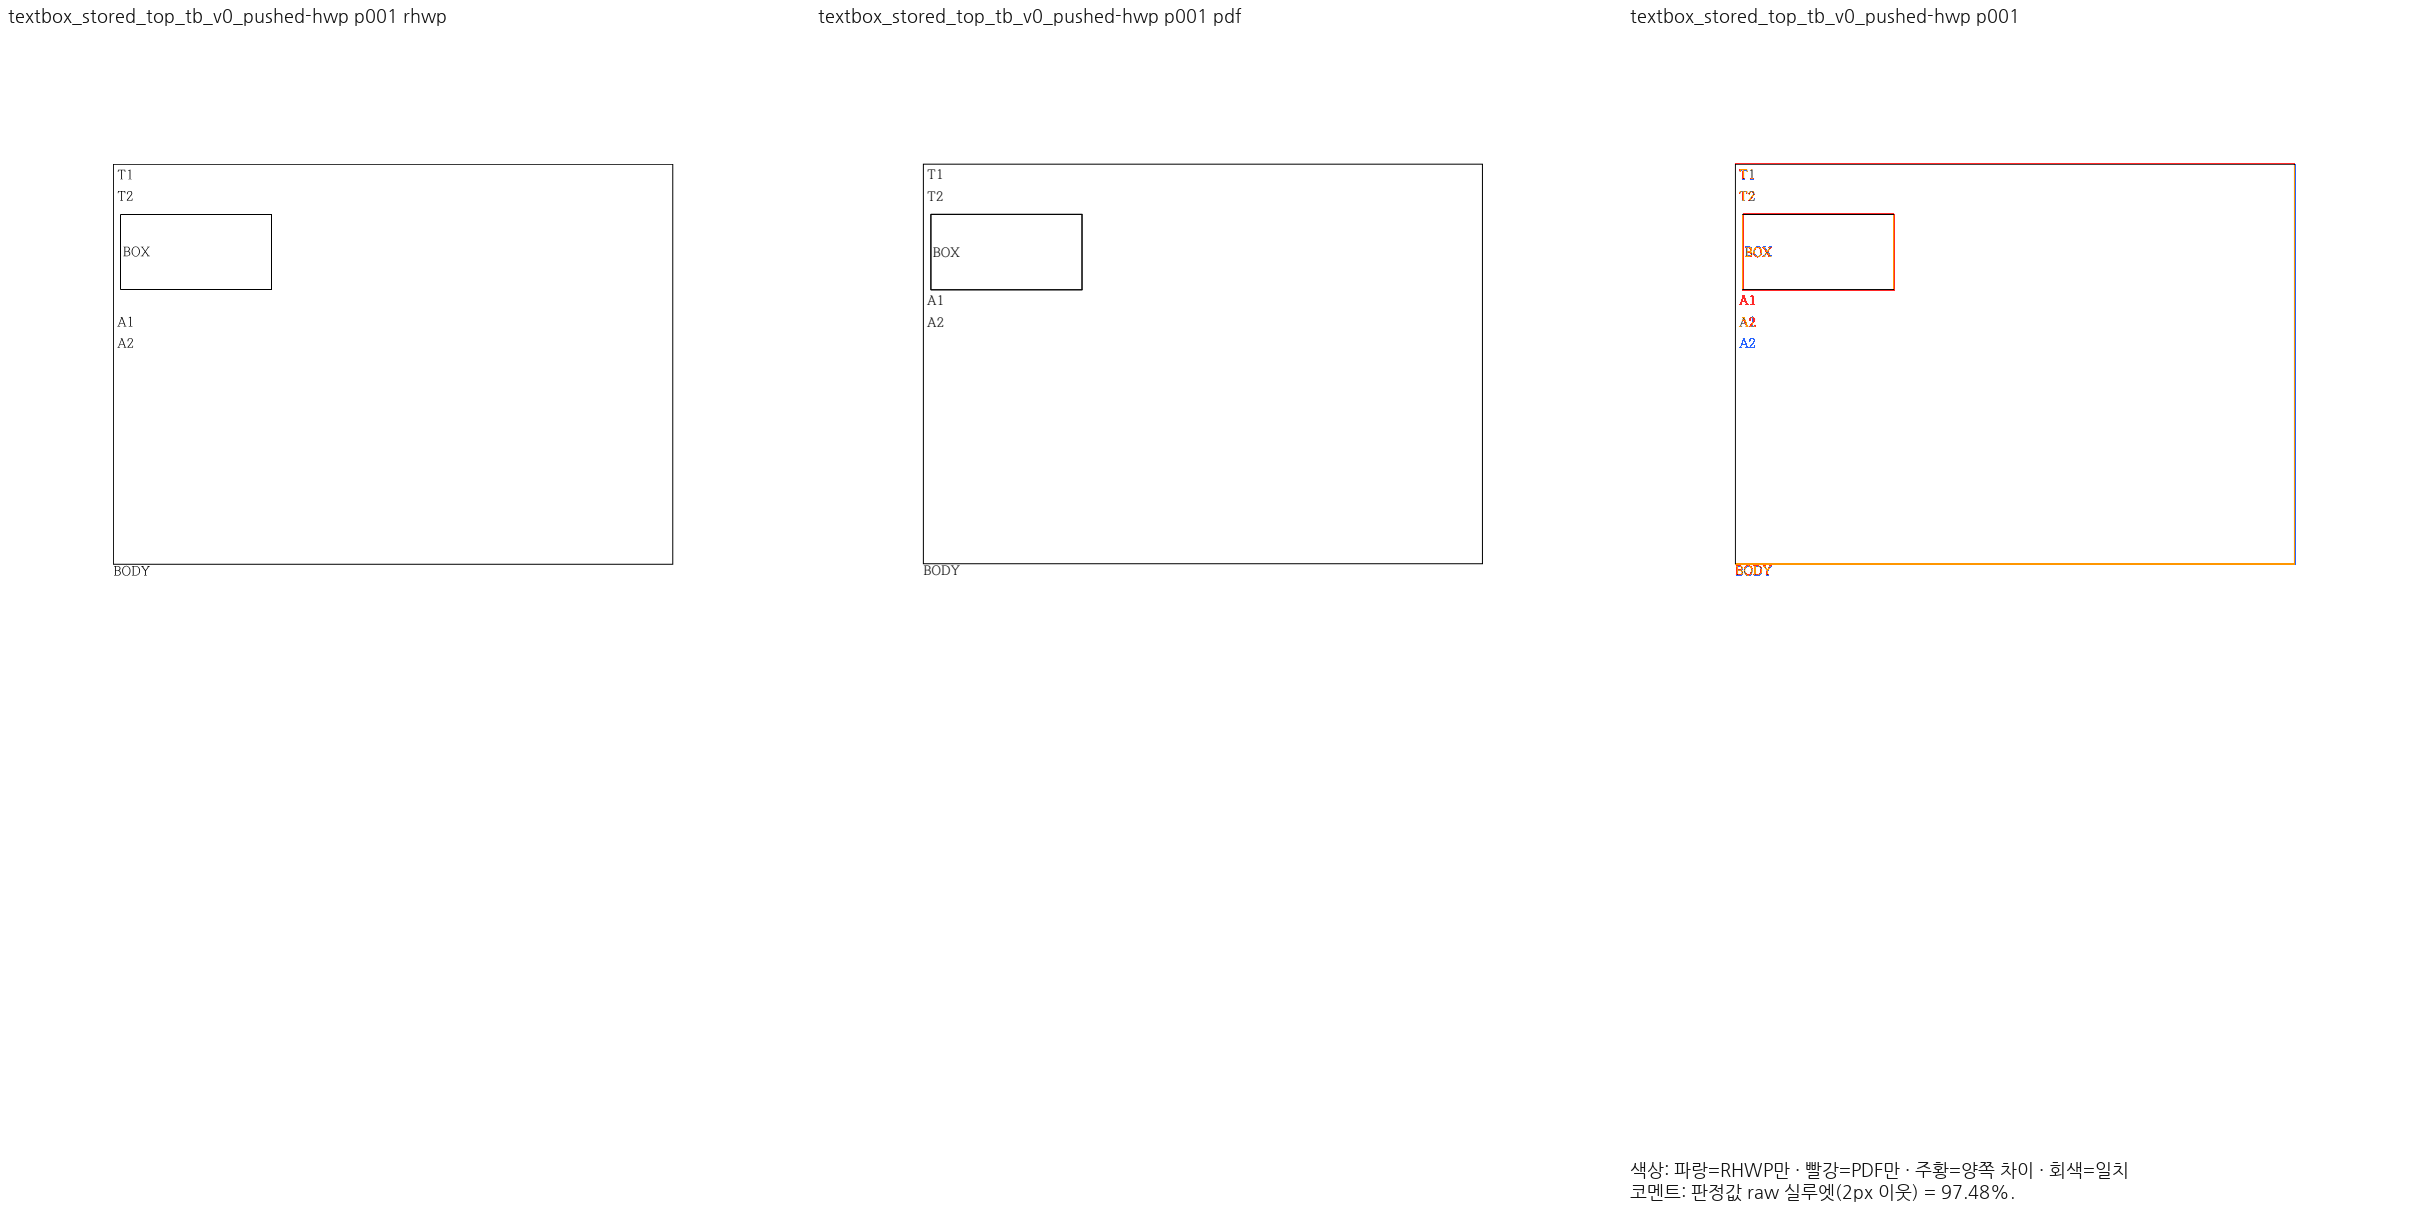 textbox_stored_top_tb_v0_pushed-hwp p001 rhwp
T1
T2
BOX
A1
A2
BODY
textbox_stored_top_tb_v0_pushed-hwp p001 pdf
T1
T2
BOX
A1
A2
BODY
textbox_stored_top_tb_v0_pushed-hwp p001
T1
T2
BOX
A1
A2
A2
BODY
색상: 파랑=RHWP만 · 빨강=PDF만 · 주황=양쪽 차이 · 회색=일치
코멘트: 판정값 raw 실루엣(2px 이웃) = 97.48%.